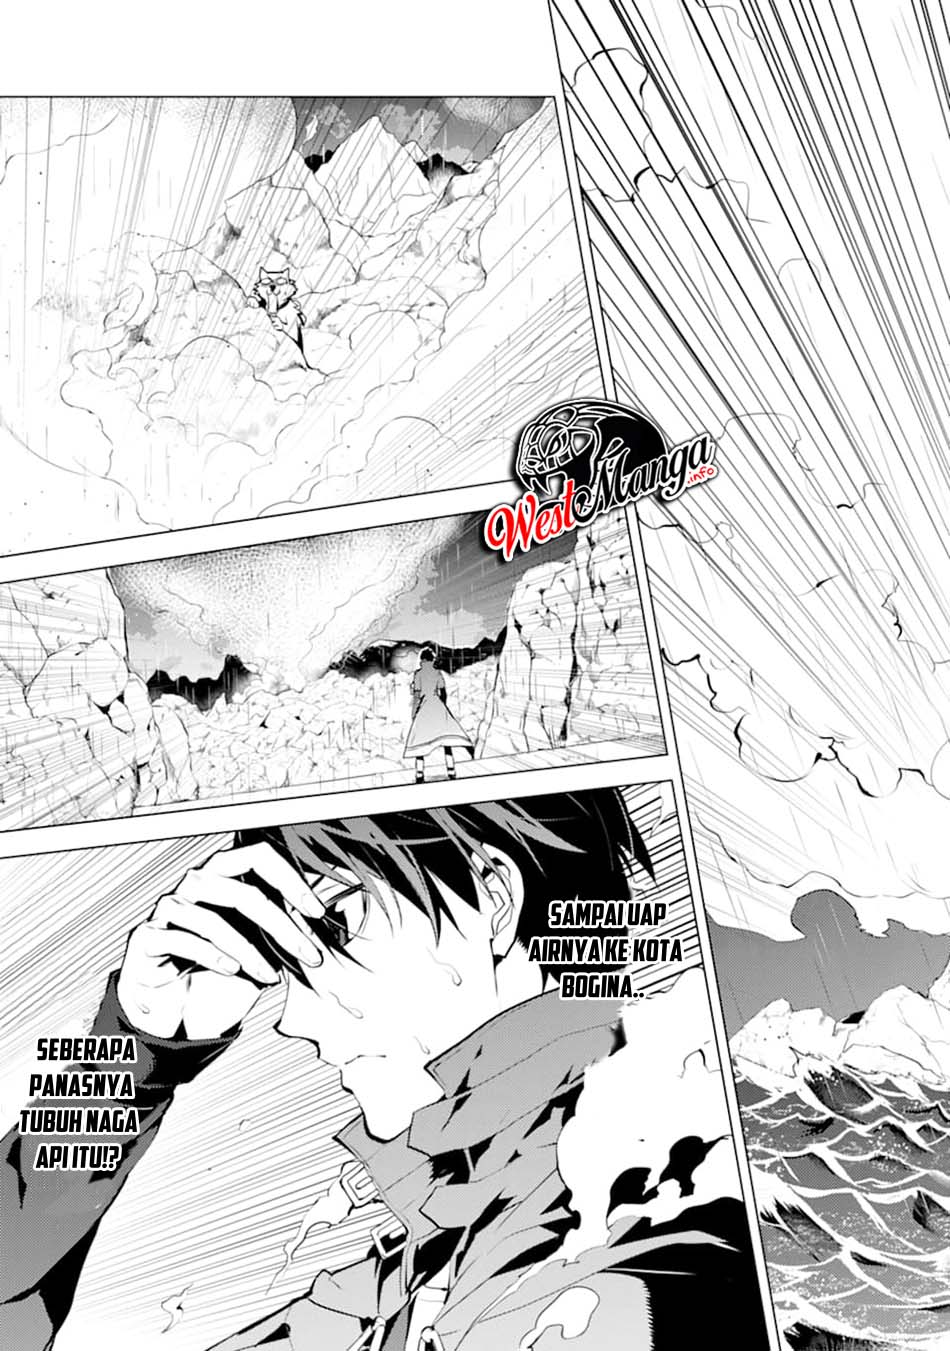 WestManga
.info
SAMPAI UAP
AIRNYA KE KOTA
BOGINA..
SEBERAPA
PANASNYA
TUBUH NAGA
API ITU!?